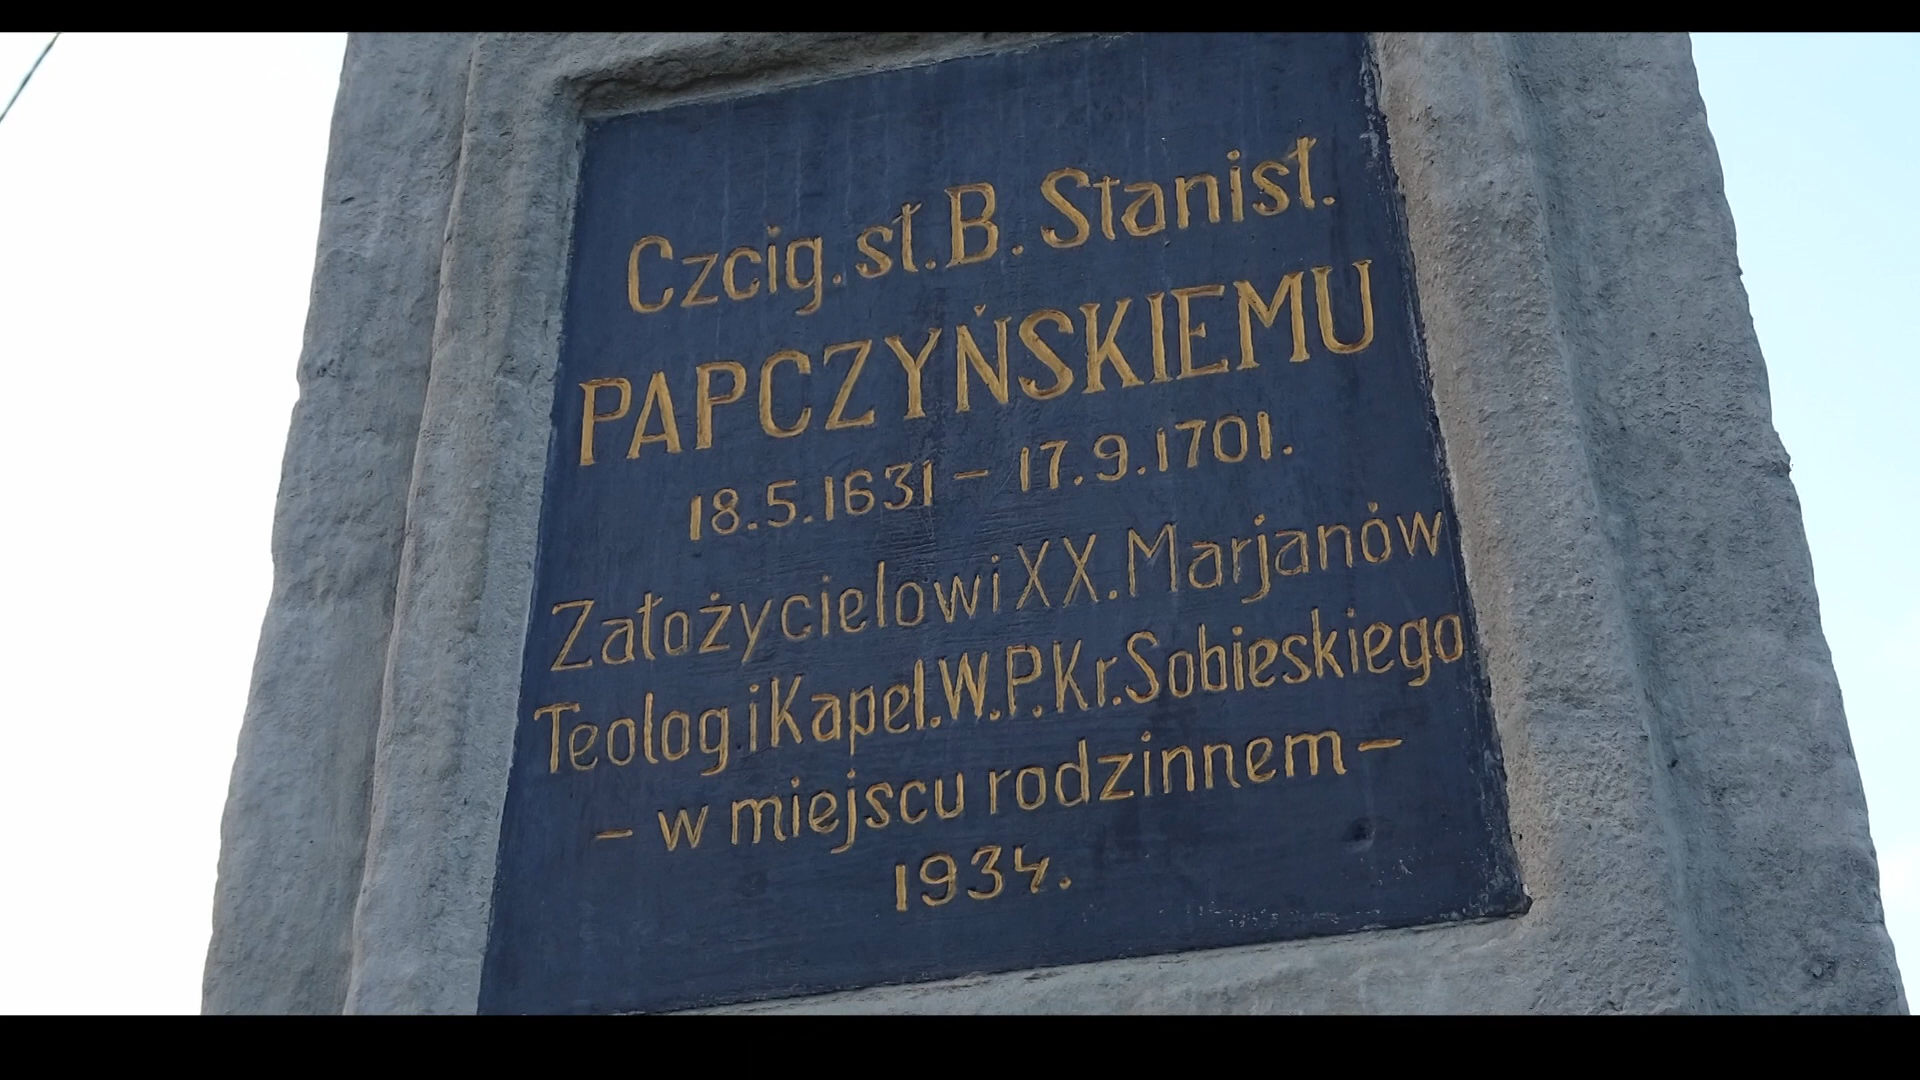 Czcig. sł. B. Stanisł.
PAPCZYŃSKIEMU
18.5.1631 – 17.9.1701.
Założycielowi XX. Marjanów
Teolog. i Kapel. W. P. Kr. Sobieskiego
– w miejscu rodzinnem –
1934.